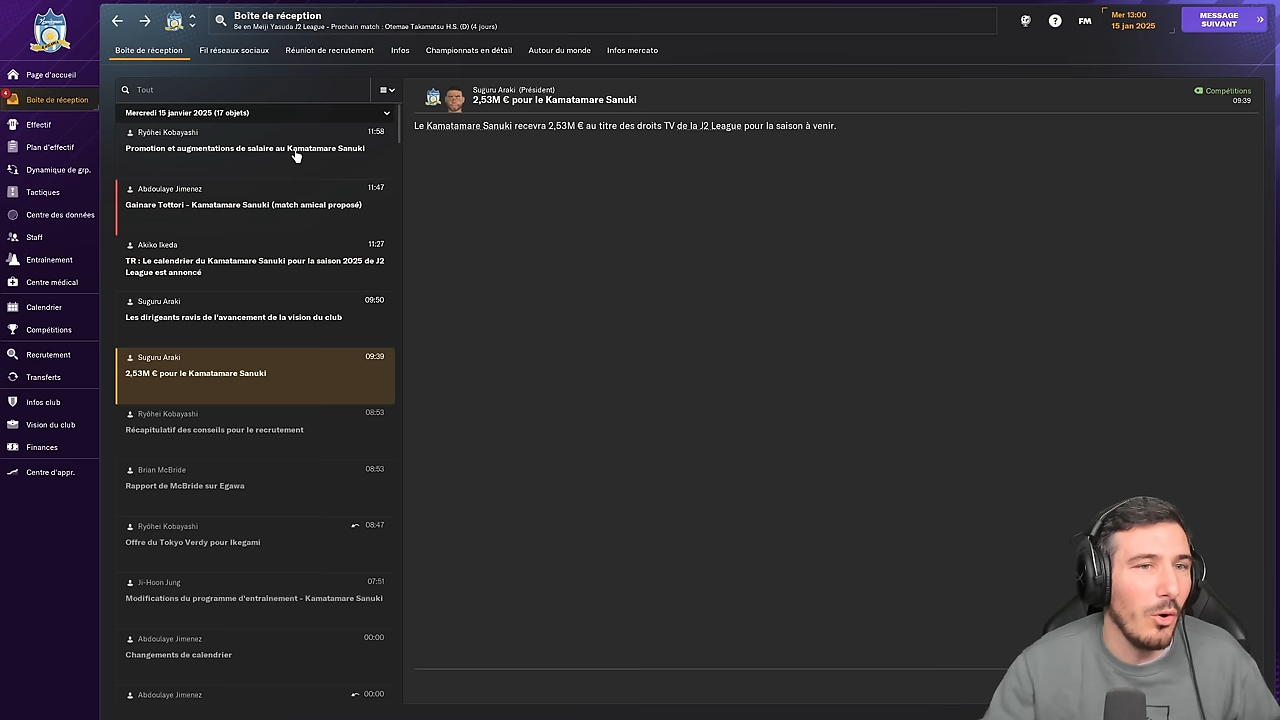 Boîte de réception
8e en Meiji Yasuda J2 League - Prochain match : Otemae Takamatsu H.S. (D) (4 jours)
FM
Mer 13:00
15 jan 2025
MESSAGE
SUIVANT
Boîte de réception
Fil réseaux sociaux
Réunion de recrutement
Infos
Championnats en détail
Autour du monde
Infos mercato
Page d'accueil
4
Boîte de réception
Effectif
Plan d'effectif
Dynamique de grp.
Tactiques
Centre des données
Staff
Entraînement
Centre médical
Calendrier
Compétitions
Recrutement
Transferts
Infos club
Vision du club
Finances
Centre d'appr.
Tout
Mercredi 15 janvier 2025 (17 objets)
Ryôhei Kobayashi 11:58
Promotion et augmentations de salaire au Kamatamare Sanuki
Abdoulaye Jimenez 11:47
Gainare Tottori - Kamatamare Sanuki (match amical proposé)
Akiko Ikeda 11:27
TR : Le calendrier du Kamatamare Sanuki pour la saison 2025 de J2
League est annoncé
Suguru Araki 09:50
Les dirigeants ravis de l'avancement de la vision du club
Suguru Araki 09:39
2,53M € pour le Kamatamare Sanuki
Ryôhei Kobayashi 08:53
Récapitulatif des conseils pour le recrutement
Brian McBride 08:53
Rapport de McBride sur Egawa
Ryôhei Kobayashi 08:47
Offre du Tokyo Verdy pour Ikegami
Ji-Hoon Jung 07:51
Modifications du programme d'entraînement - Kamatamare Sanuki
Abdoulaye Jimenez 00:00
Changements de calendrier
Abdoulaye Jimenez 00:00
Suguru Araki (Président)
2,53M € pour le Kamatamare Sanuki
Compétitions
09:39
Le Kamatamare Sanuki recevra 2,53M € au titre des droits TV de la J2 League pour la saison à venir.